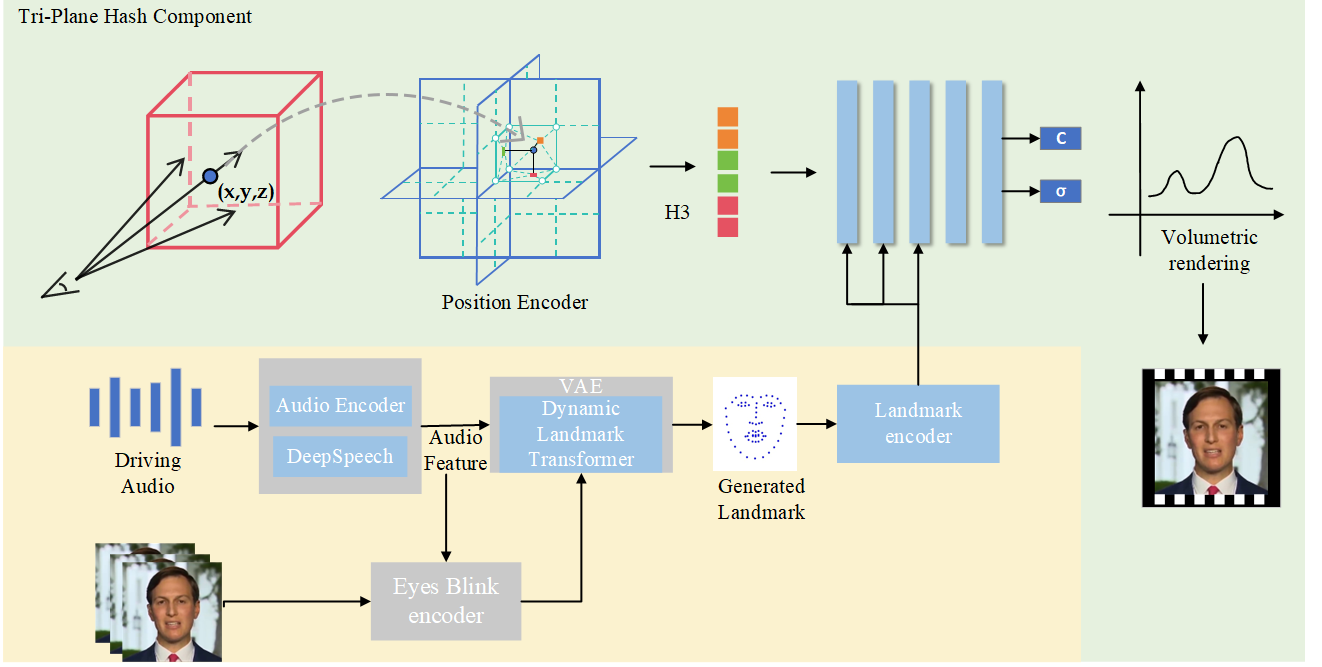 Tri-Plane Hash Component
(x,y,z)
Position Encoder
H3
C
σ
Volumetric
rendering
Driving
Audio
Audio Encoder
DeepSpeech
Audio
Feature
VAE
Dynamic
Landmark
Transformer
Generated
Landmark
Landmark
encoder
Eyes Blink
encoder